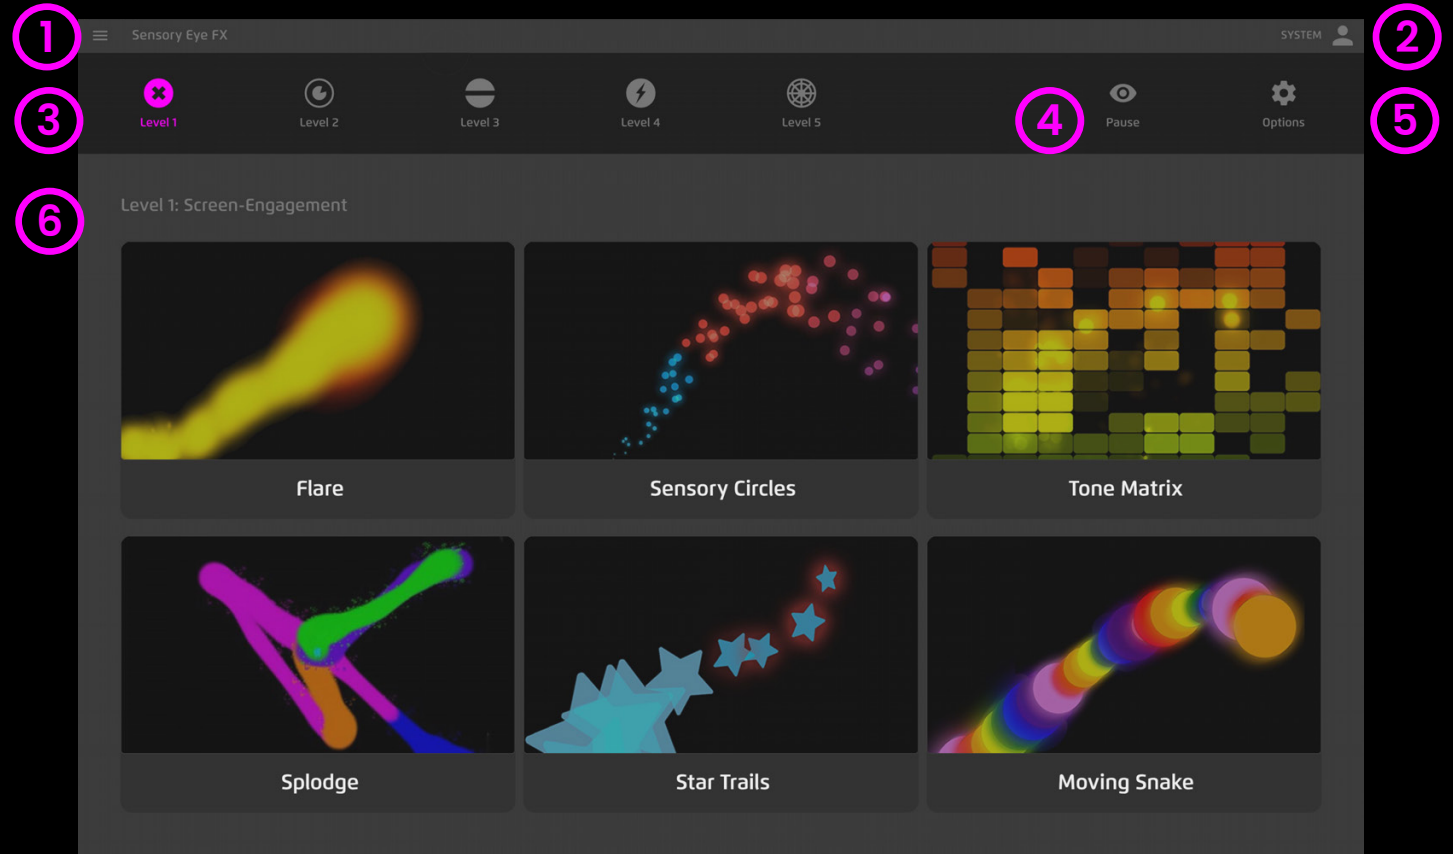 1
Sensory Eye FX
SYSTEM
2
3
Level 1
Level 2
Level 3
Level 4
Level 5
4
Pause
Options
5
6
Level 1: Screen-Engagement
Flare
Sensory Circles
Tone Matrix
Splodge
Star Trails
Moving Snake